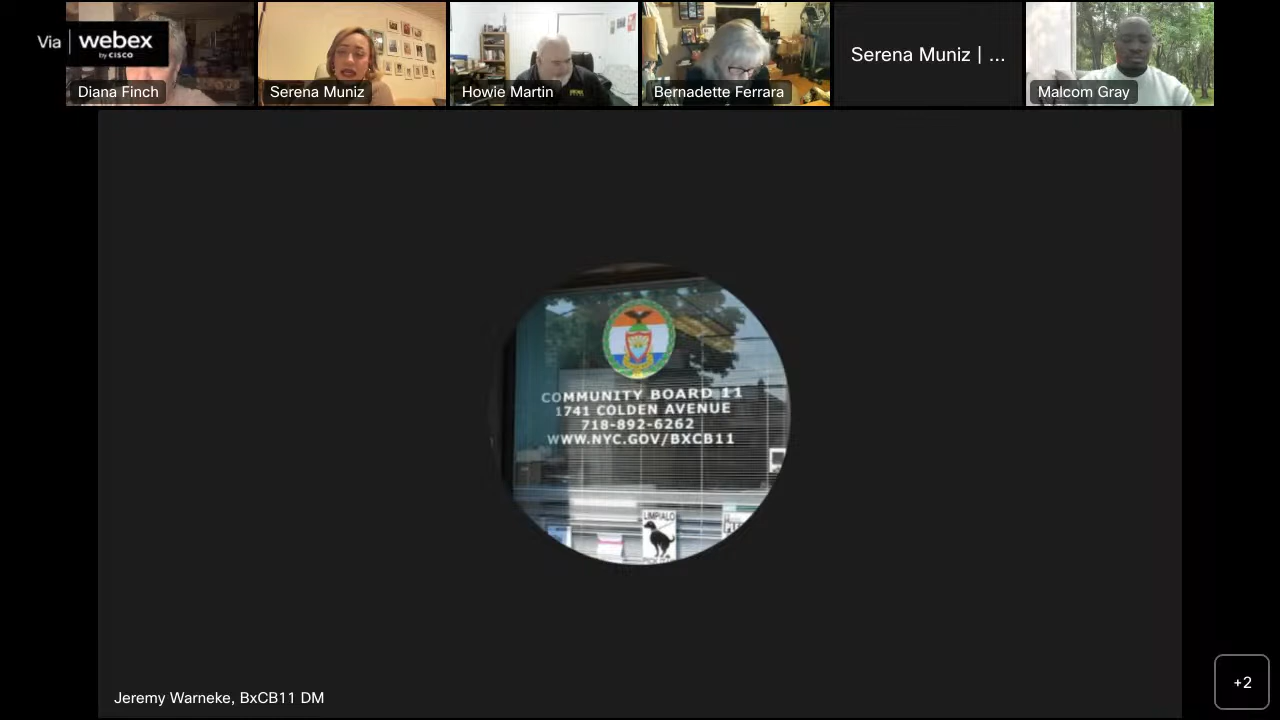 Via webex
by CISCO
Diana Finch
Serena Muniz
Howie Martin
Bernadette Ferrara
Serena Muniz | ...
Malcom Gray
COMMUNITY BOARD 11
1741 COLDEN AVENUE
718-892-6262
WWW.NYC.GOV/BXCB11
LIMPIALO
Jeremy Warneke, BxCB11 DM
+2